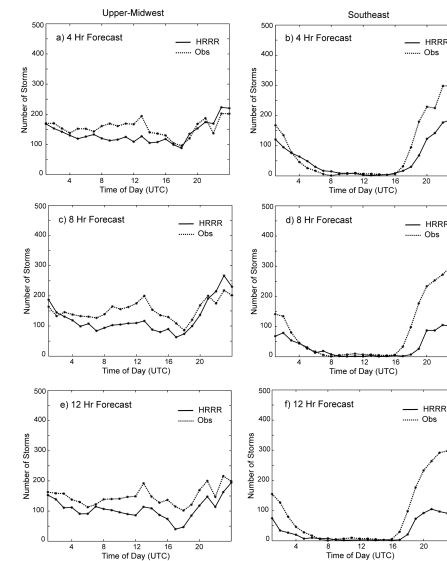 Upper-Midwest
Southeast
a) 4 Hr Forecast
HRRR
Obs
Number of Storms
500
400
300
200
100
0
4 8 12 16 20
Time of Day (UTC)
b) 4 Hr Forecast
HRRR
Obs
Number of Storms
500
400
300
200
100
0
4 8 12 16 20
Time of Day (UTC)
c) 8 Hr Forecast
HRRR
Obs
Number of Storms
500
400
300
200
100
0
4 8 12 16 20
Time of Day (UTC)
d) 8 Hr Forecast
HRRR
Obs
Number of Storms
500
400
300
200
100
0
4 8 12 16 20
Time of Day (UTC)
e) 12 Hr Forecast
HRRR
Obs
Number of Storms
500
400
300
200
100
0
4 8 12 16 20
Time of Day (UTC)
f) 12 Hr Forecast
HRRR
Obs
Number of Storms
500
400
300
200
100
0
4 8 12 16 20
Time of Day (UTC)